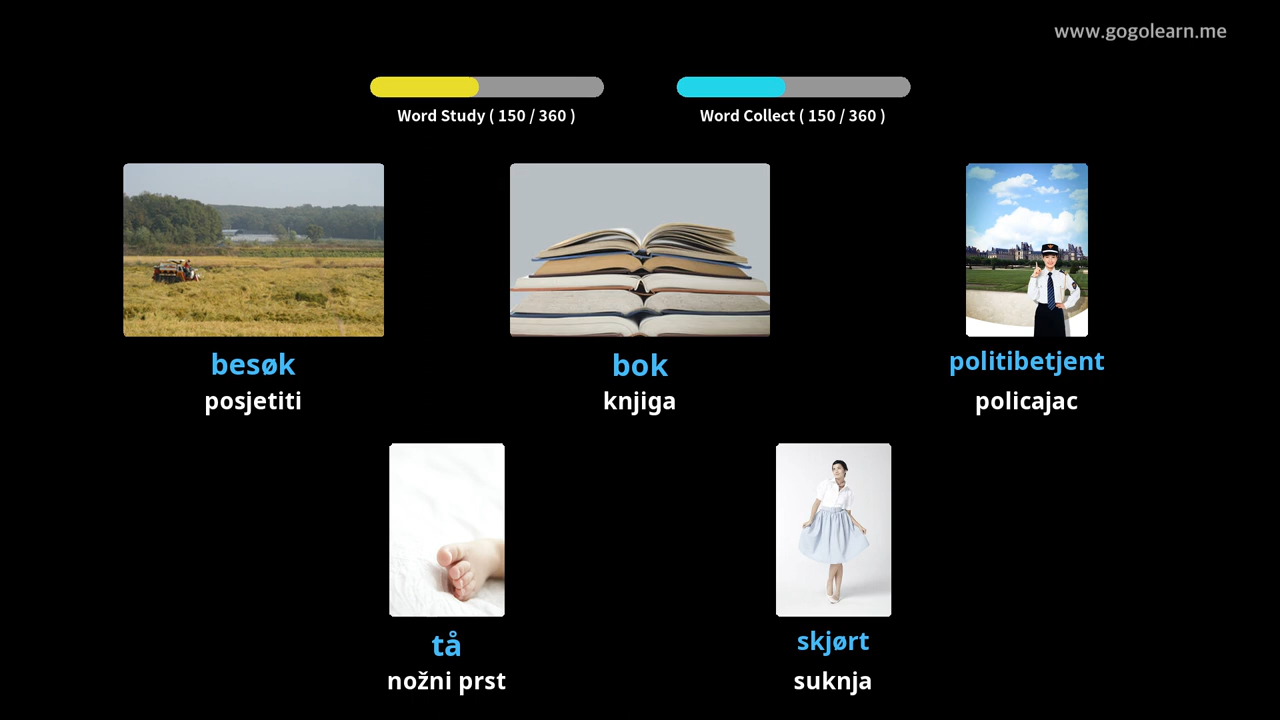 www.gogolearn.me
Word Study ( 150 / 360 )
Word Collect ( 150 / 360 )
besøk
bok
politibetjent
posjetiti
knjiga
policajac
tå
skjørt
nožni prst
suknja